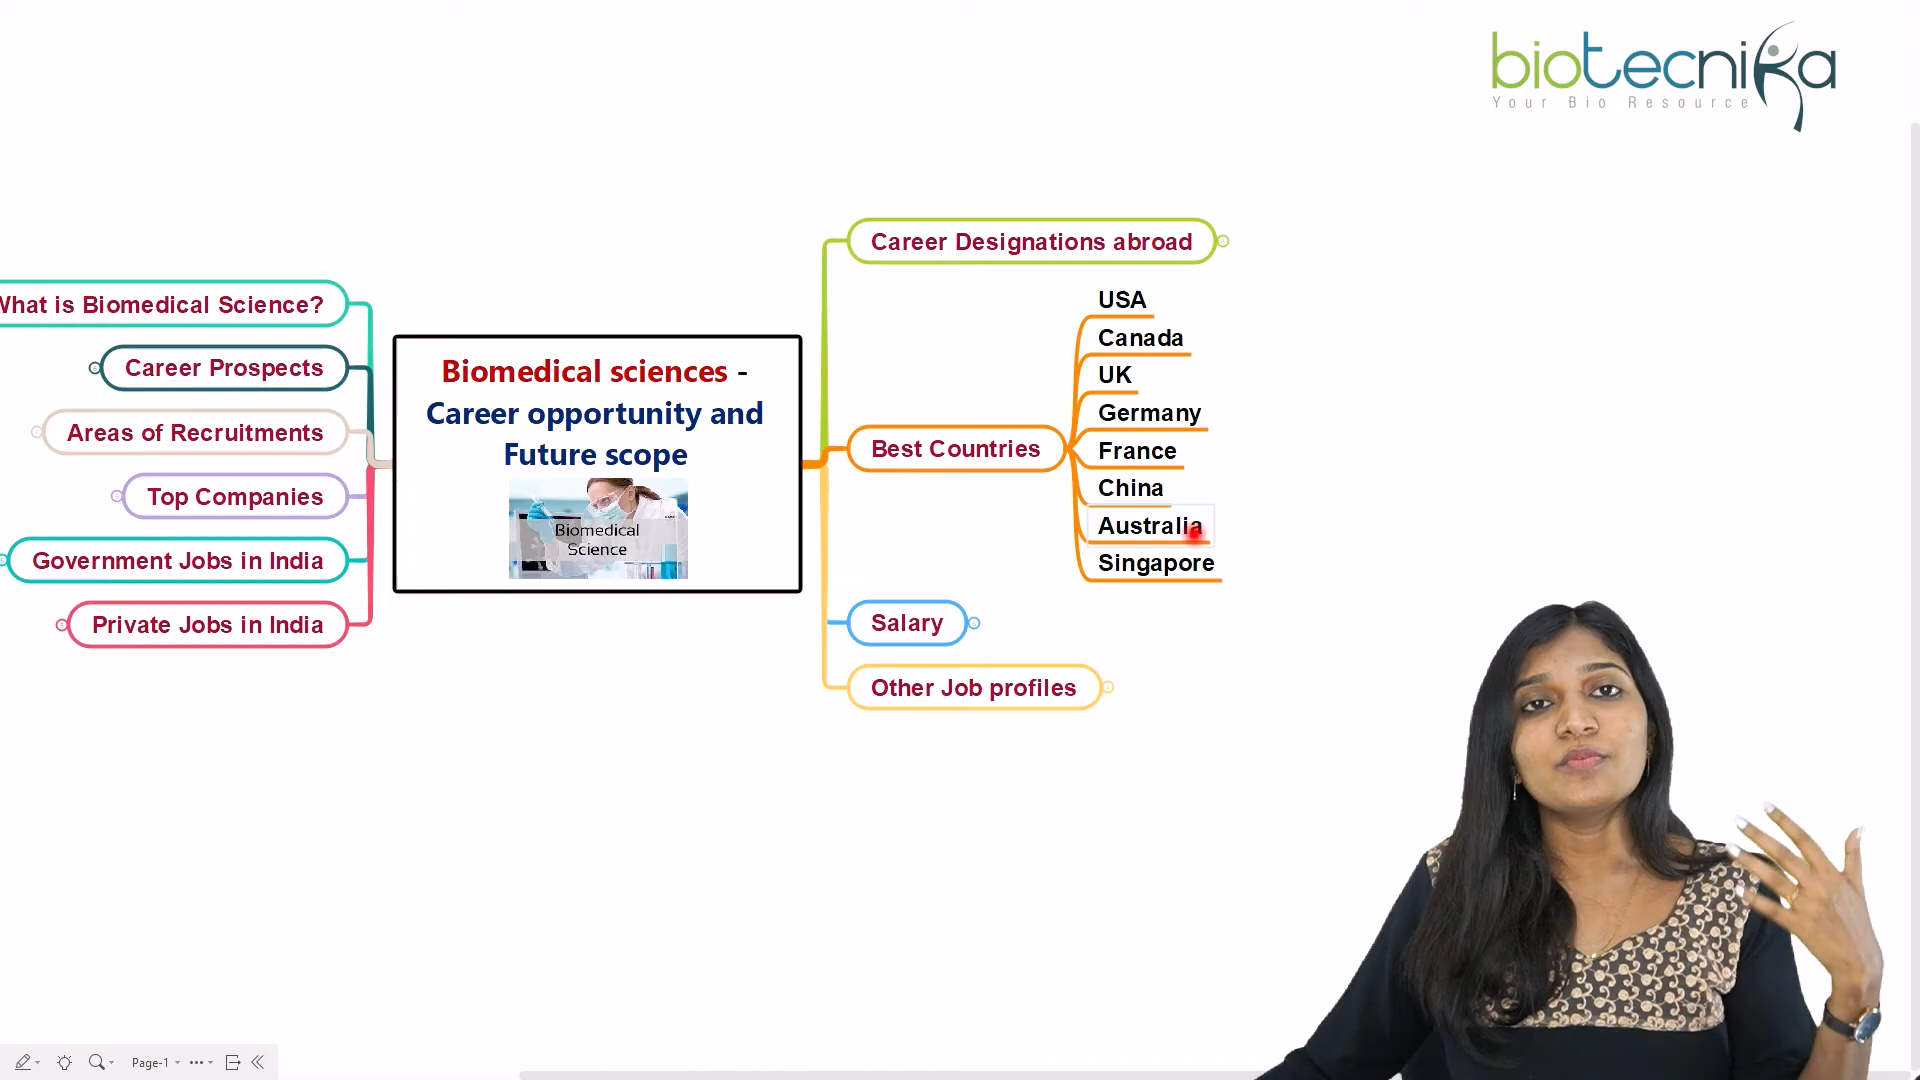 biotecnika
Your Bio Resource
What is Biomedical Science?
Career Prospects
Areas of Recruitments
Top Companies
Government Jobs in India
Private Jobs in India
Biomedical sciences -
Career opportunity and
Future scope
Biomedical
Science
Career Designations abroad
Best Countries
USA
Canada
UK
Germany
France
China
Australia
Singapore
Salary
Other Job profiles
Page-1